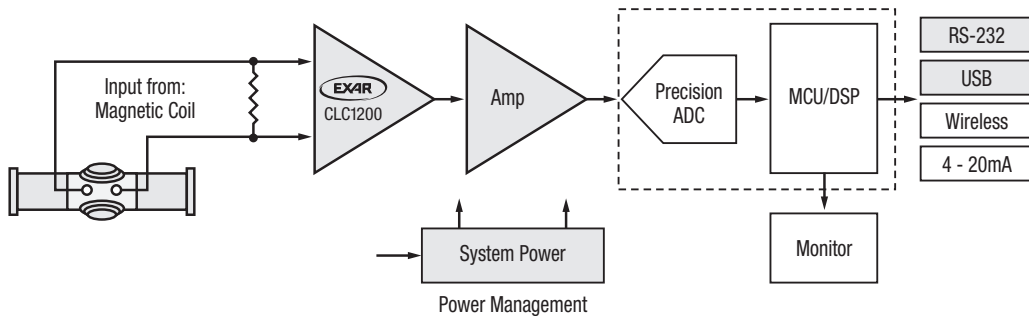 Input from:
Magnetic Coil
EXAR
CLC1200
Amp
Precision
ADC
MCU/DSP
RS-232
USB
Wireless
4 - 20mA
System Power
Monitor
Power Management